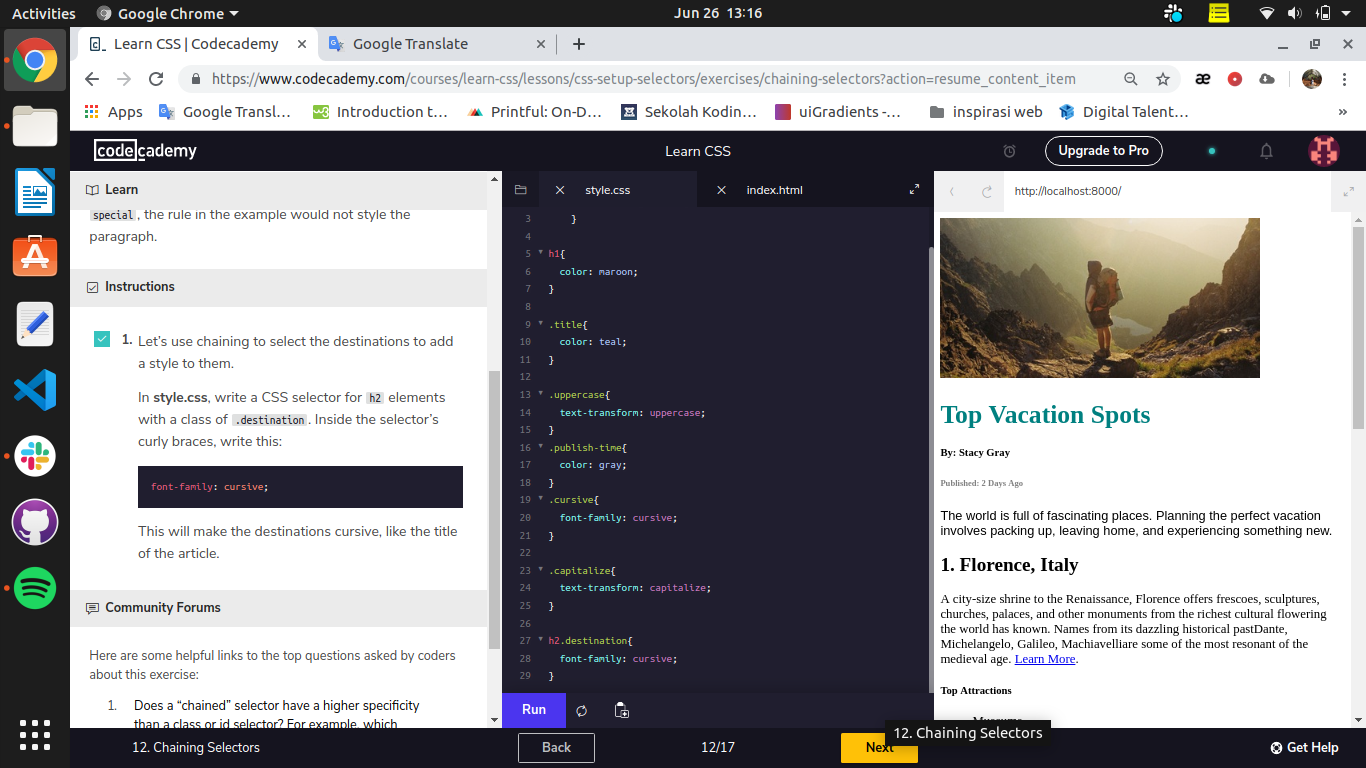 Activities
Google Chrome
Jun 26 13:16
Learn CSS | Codecademy
Google Translate
https://www.codecademy.com/courses/learn-css/lessons/css-setup-selectors/exercises/chaining-selectors?action=resume_content_item
Apps
Google Transl…
Introduction t…
Printful: On-D…
Sekolah Kodin…
uiGradients -…
inspirasi web
Digital Talent…
»
codecademy
Learn CSS
Upgrade to Pro
Learn
special, the rule in the example would not style the
paragraph.
Instructions
1. Let's use chaining to select the destinations to add
a style to them.
In style.css, write a CSS selector for h2 elements
with a class of .destination. Inside the selector's
curly braces, write this:
font-family: cursive;
This will make the destinations cursive, like the title
of the article.
Community Forums
Here are some helpful links to the top questions asked by coders
about this exercise:
1. Does a “chained” selector have a higher specificity
than a class or id selector? For example, which
style.css
index.html
3 }
4
5 h1{
6 color: maroon;
7 }
8
9 .title{
10 color: teal;
11 }
12
13 .uppercase{
14 text-transform: uppercase;
15 }
16 .publish-time{
17 color: gray;
18 }
19 .cursive{
20 font-family: cursive;
21 }
22
23 .capitalize{
24 text-transform: capitalize;
25 }
26
27 h2.destination{
28 font-family: cursive;
29 }
Run
http://localhost:8000/
Top Vacation Spots
By: Stacy Gray
Published: 2 Days Ago
The world is full of fascinating places. Planning the perfect vacation
involves packing up, leaving home, and experiencing something new.
1. Florence, Italy
A city-size shrine to the Renaissance, Florence offers frescoes, sculptures,
churches, palaces, and other monuments from the richest cultural flowering
the world has known. Names from its dazzling historical pastDante,
Michelangelo, Galileo, Machiavelliare some of the most resonant of the
medieval age. Learn More.
Top Attractions
Museums
12. Chaining Selectors
Back
12/17
Next
12. Chaining Selectors
Get Help